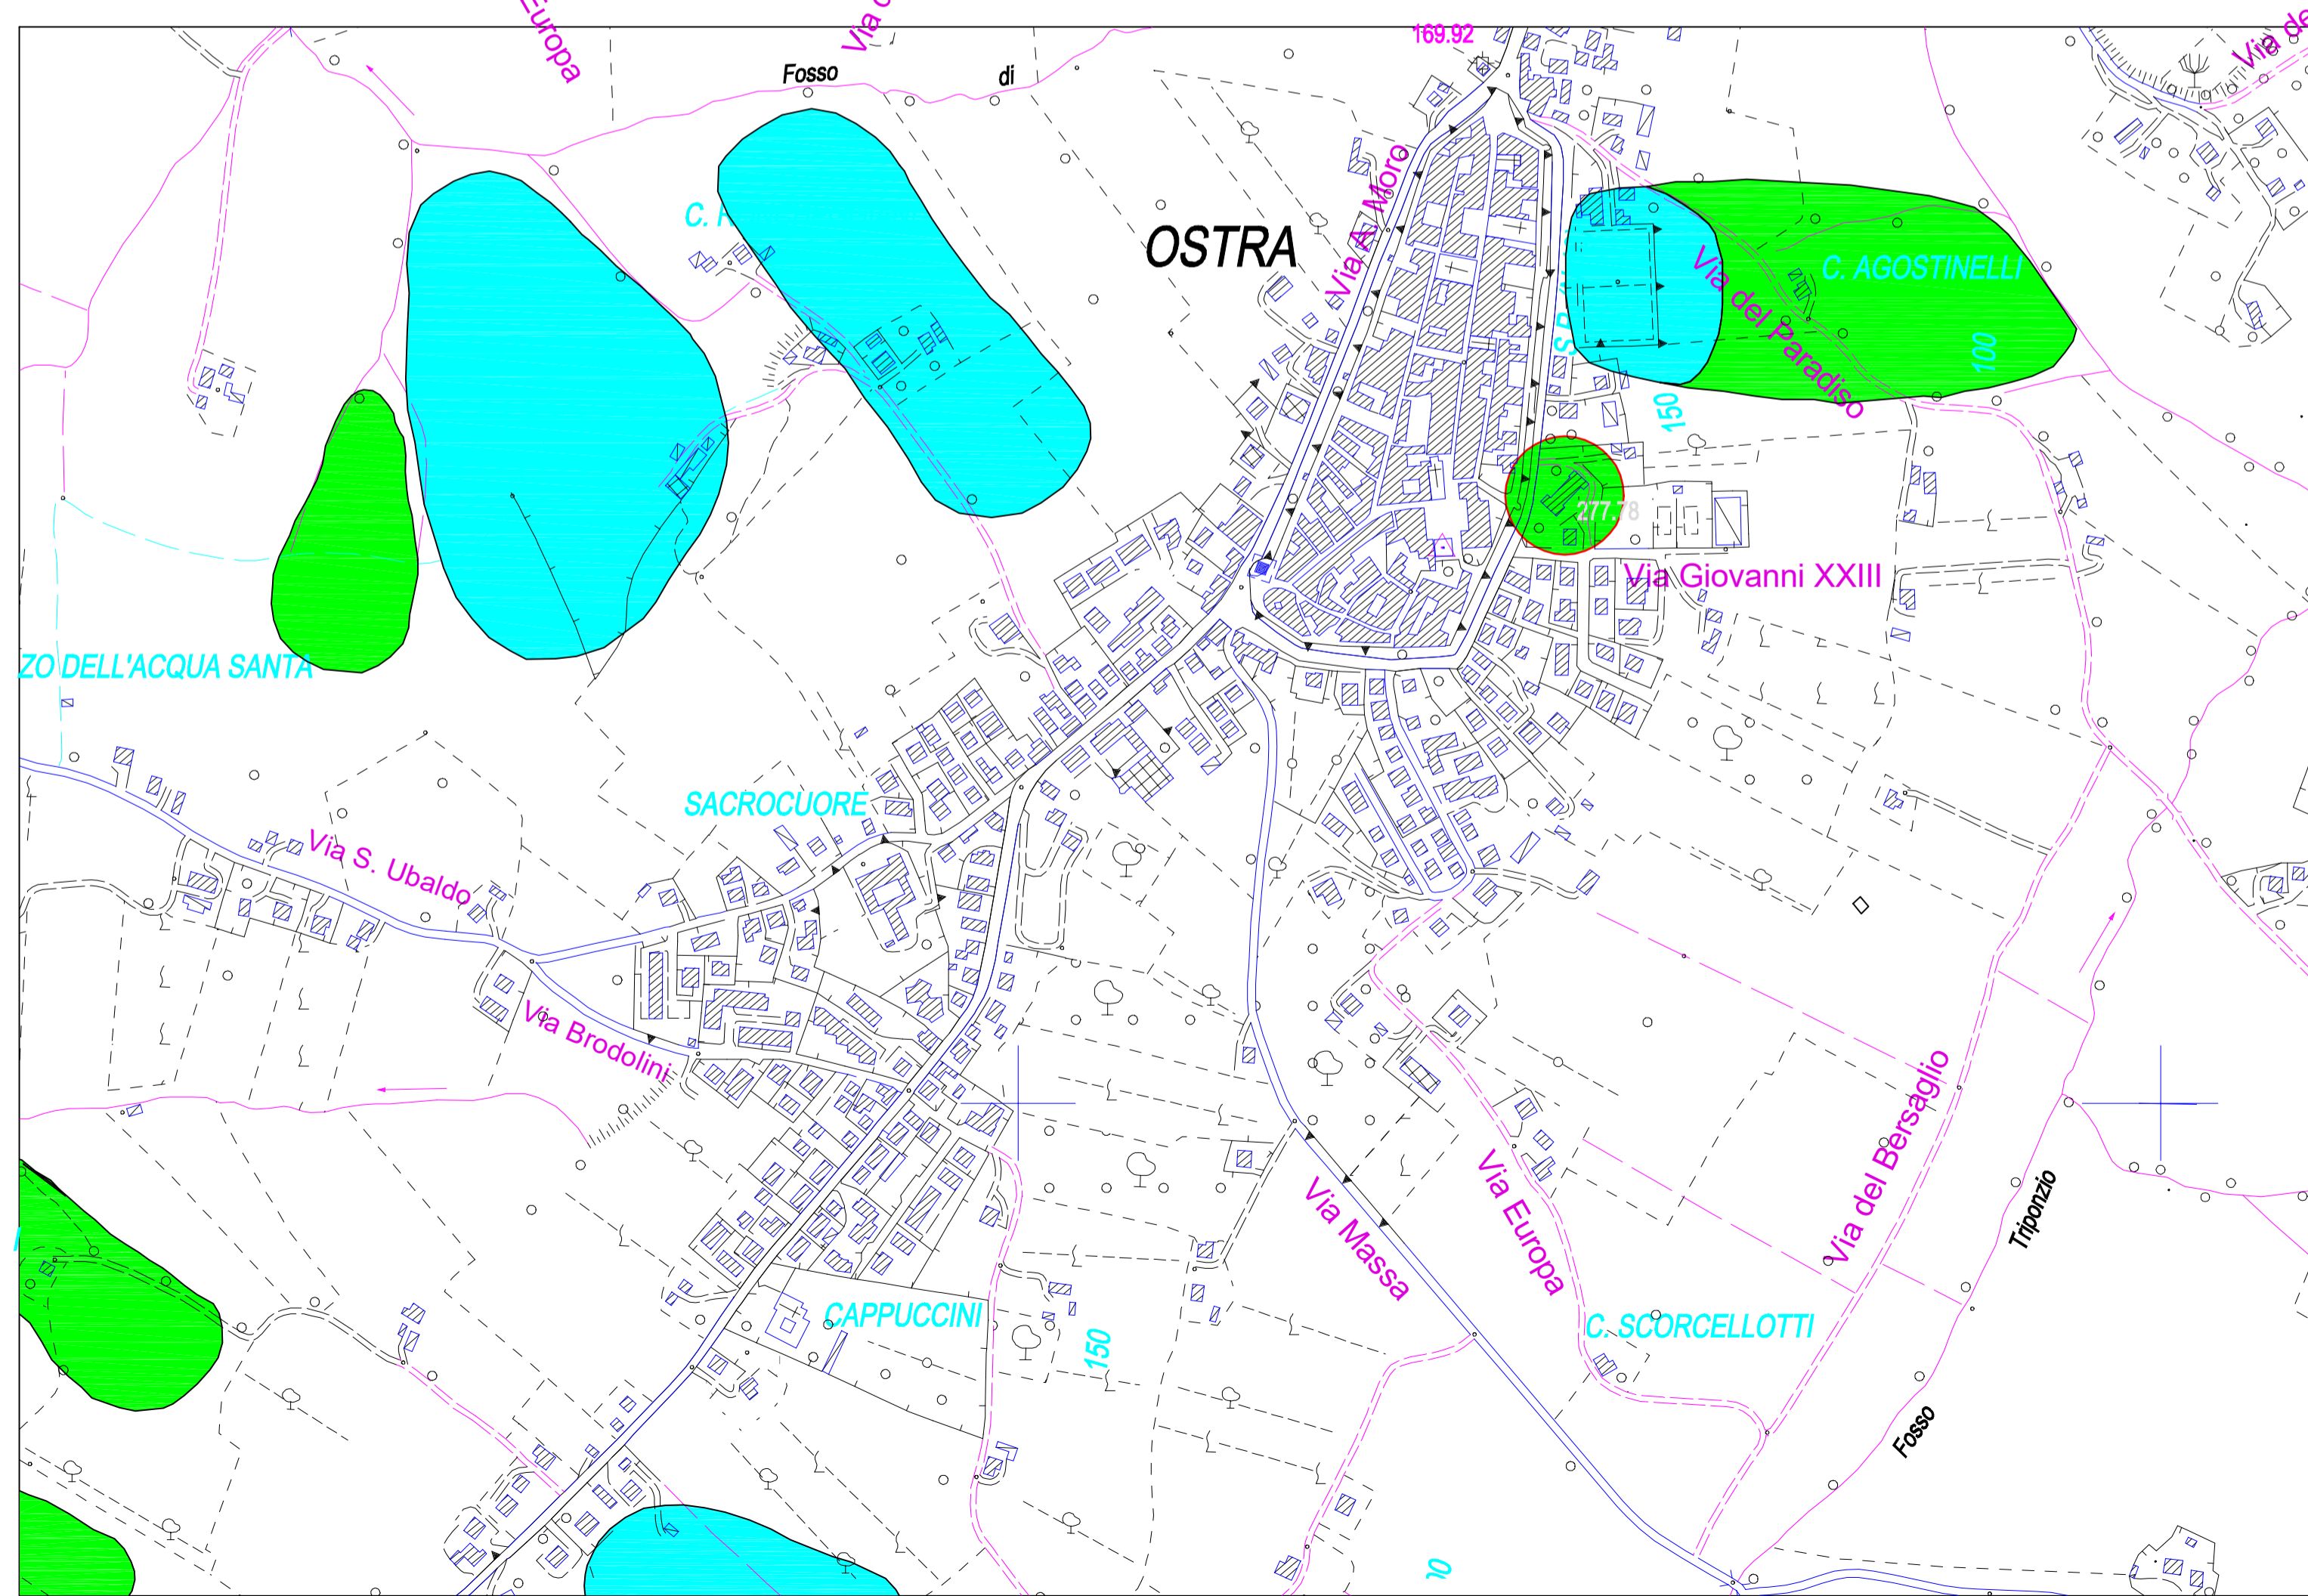 Europa
169.92
Fosso
di
OSTRA
Via A. Moro
C. AGOSTINELLI
Via del Paradiso
100
150
277.78
Via Giovanni XXIII
ZO DELL'ACQUA SANTA
SACROCUORE
Via S. Ubaldo
Via Brodolini
Via Massa
Via Europa
Via del Bersaglio
Triponzio
Fosso
CAPPUCCINI
150
C. SCORCELLOTTI